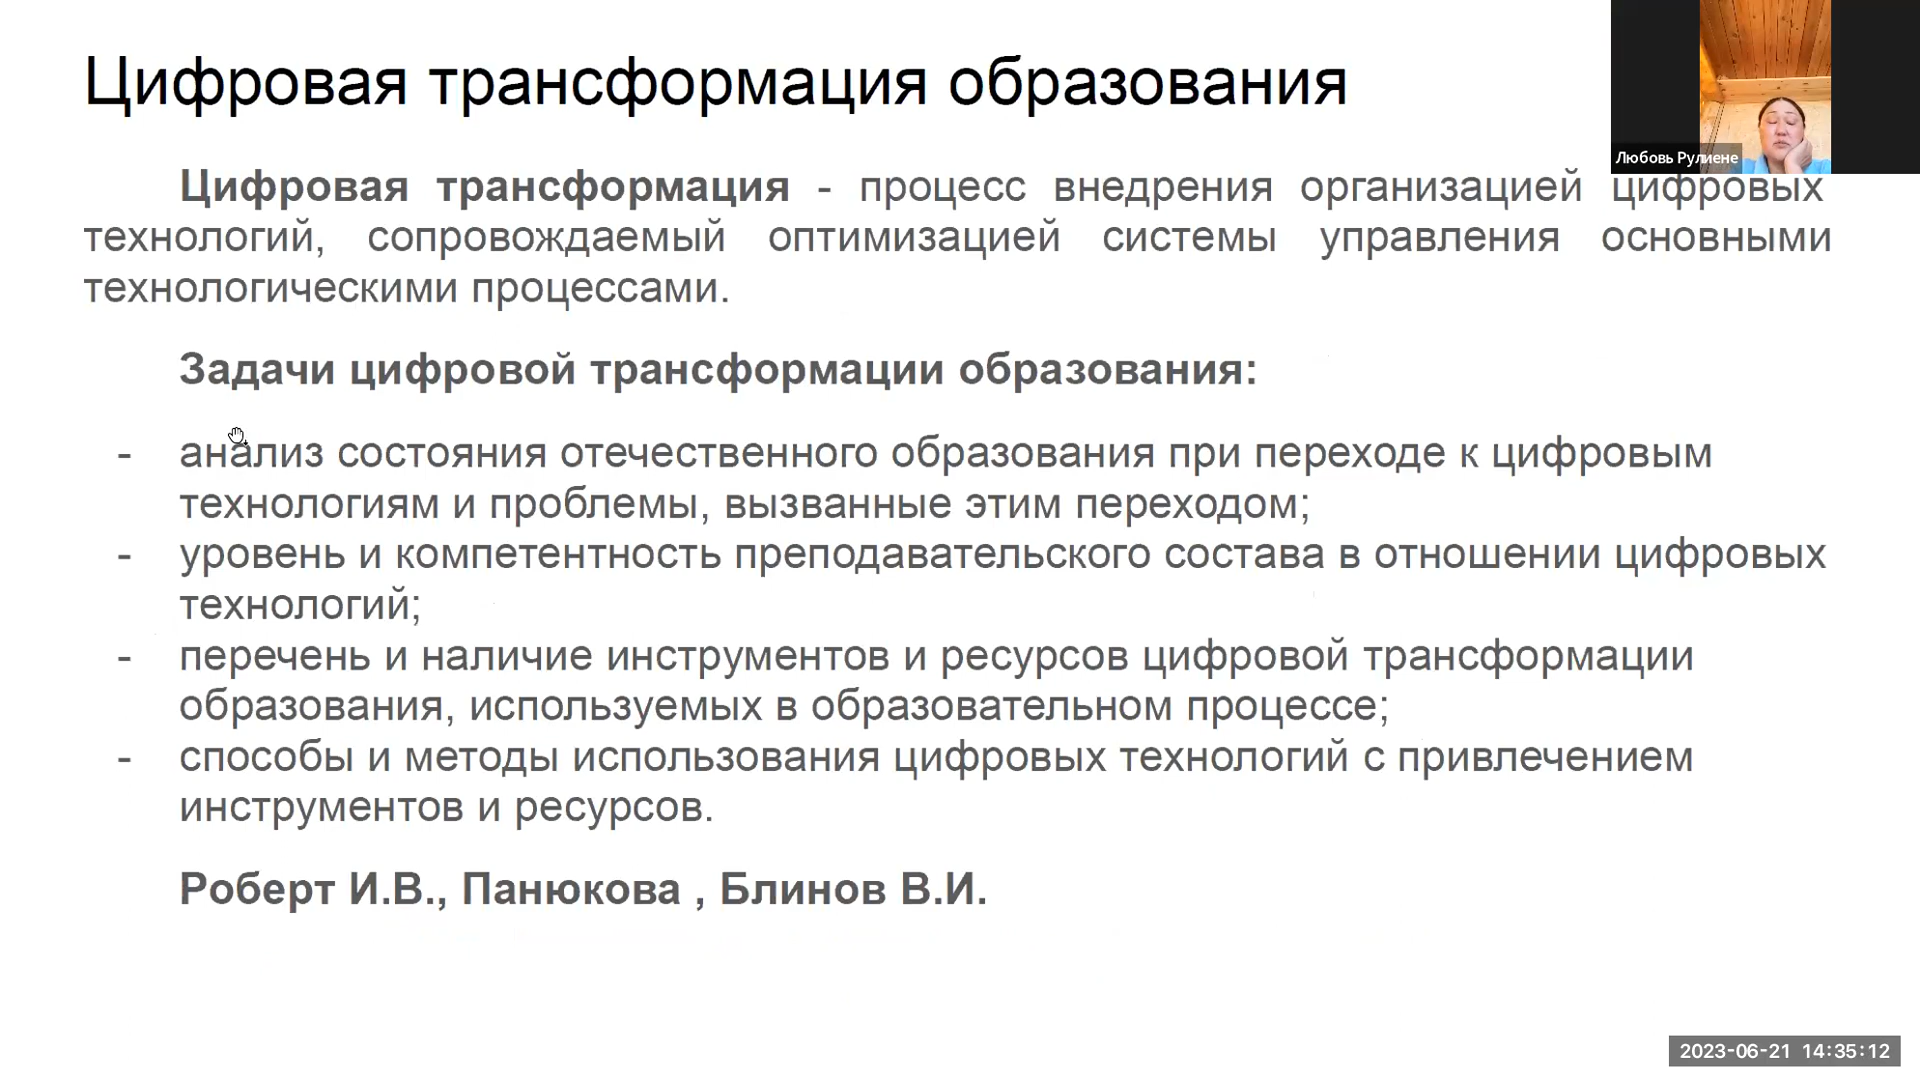 Цифровая трансформация образования
Любовь Рулиене
Цифровая трансформация - процесс внедрения организацией цифровых
технологий, сопровождаемый оптимизацией системы управления основными
технологическими процессами.
Задачи цифровой трансформации образования:
- анализ состояния отечественного образования при переходе к цифровым
технологиям и проблемы, вызванные этим переходом;
- уровень и компетентность преподавательского состава в отношении цифровых
технологий;
- перечень и наличие инструментов и ресурсов цифровой трансформации
образования, используемых в образовательном процессе;
- способы и методы использования цифровых технологий с привлечением
инструментов и ресурсов.
Роберт И.В., Панюкова , Блинов В.И.
2023-06-21 14:35:12